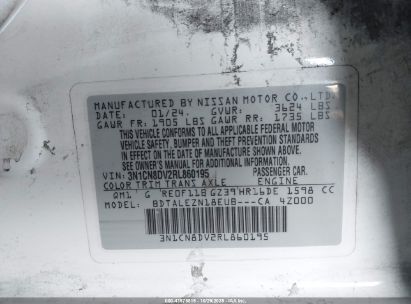 MANUFACTURED BY NISSAN MOTOR CO.,LTD.
DATE: 01/24. GVWR: 3624 LBS
GAWR FR: 1905 LBS GAWR RR: 1735 LBS
THIS VEHICLE CONFORMS TO ALL APPLICABLE FEDERAL MOTOR
VEHICLE SAFETY, BUMPER, AND THEFT PREVENTION STANDARDS
IN EFFECT ON THE DATE OF MANUFACTURE SHOWN ABOVE.
SEE OWNER'S MANUAL FOR ADDITIONAL INFORMATION.
VIN: 3N1CN8DV2RL860195 PASSENGER CAR.
COLOR TRIM TRANS AXLE ENGINE
QM1 G RE0F11B GZ39 HR16DE 1598 CC
MODEL: BDTALEZN18EUB---CA 4Z000
3N1CN8DV2RL860195